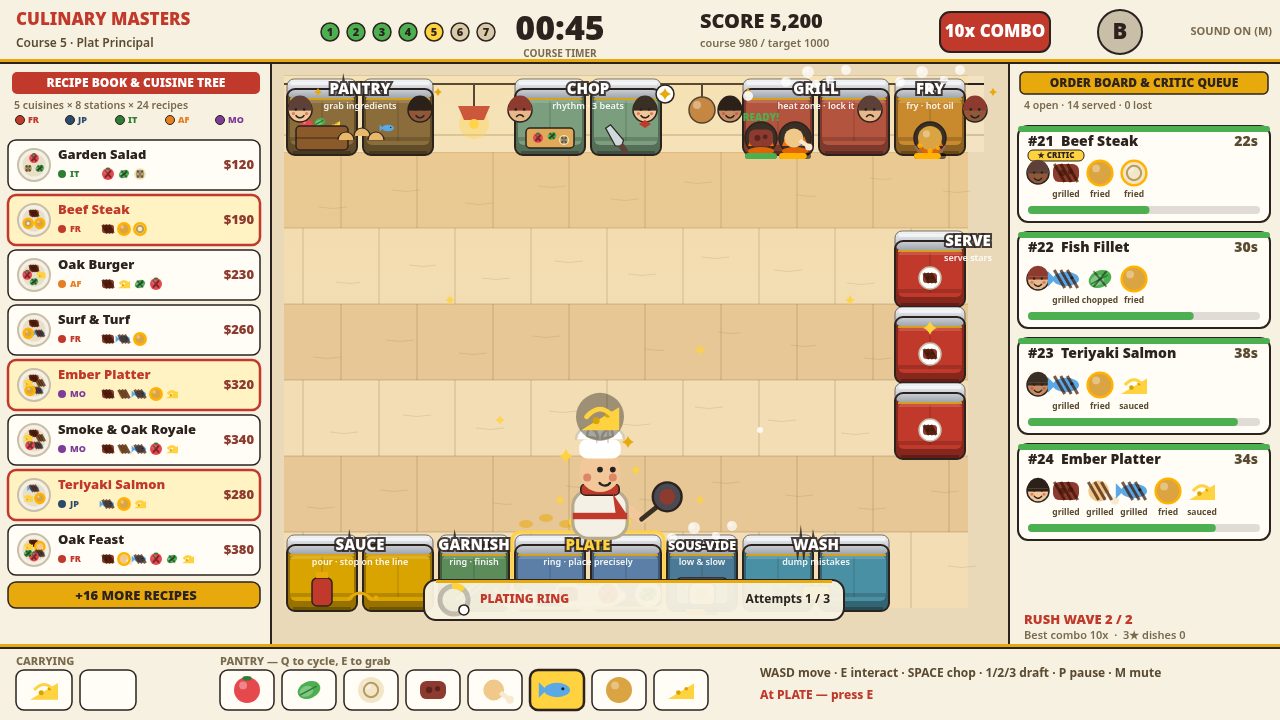 CULINARY MASTERS
Course 5 · Plat Principal
1 2 3 4 5 6 7
00:45
COURSE TIMER
SCORE 5,200
course 980 / target 1000
10x COMBO
B
SOUND ON (M)
RECIPE BOOK & CUISINE TREE
5 cuisines × 8 stations × 24 recipes
FR JP IT AF MO
Garden Salad
IT
$120
Beef Steak
FR
$190
Oak Burger
AF
$230
Surf & Turf
FR
$260
Ember Platter
MO
$320
Smoke & Oak Royale
MO
$340
Teriyaki Salmon
JP
$280
Oak Feast
FR
$380
+16 MORE RECIPES
PANTRY
grab ingredients
CHOP
rhythm · 3 beats
GRILL
heat zone · lock it
READY!
FRY
fry · hot oil
SERVE
serve stars
SAUCE
pour · stop on the line
GARNISH
ring · finish
PLATE
ring · place precisely
SOUS-VIDE
low & slow
WASH
dump mistakes
PLATING RING
Attempts 1 / 3
ORDER BOARD & CRITIC QUEUE
4 open · 14 served · 0 lost
#21 Beef Steak
22s
★ CRITIC
grilled fried fried
#22 Fish Fillet
30s
grilled chopped fried
#23 Teriyaki Salmon
38s
grilled fried sauced
#24 Ember Platter
34s
grilled grilled grilled fried sauced
RUSH WAVE 2 / 2
Best combo 10x · 3★ dishes 0
CARRYING
PANTRY — Q to cycle, E to grab
WASD move · E interact · SPACE chop · 1/2/3 draft · P pause · M mute
At PLATE — press E